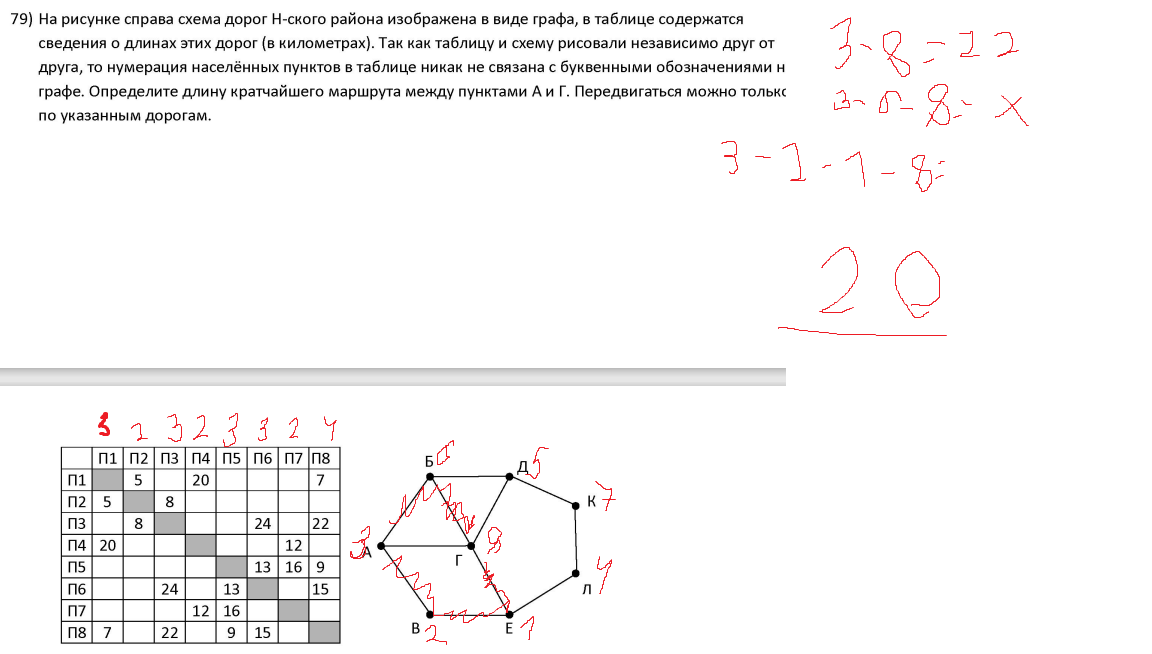 79) На рисунке справа схема дорог Н-ского района изображена в виде графа, в таблице содержатся
сведения о длинах этих дорог (в километрах). Так как таблицу и схему рисовали независимо друг от
друга, то нумерация населённых пунктов в таблице никак не связана с буквенными обозначениями н
графе. Определите длину кратчайшего маршрута между пунктами А и Г. Передвигаться можно только
по указанным дорогам.
3-8=22
8= x
3-1-1-8=
20
3 2 3 2 3 3 2 4
П1 П2 П3 П4 П5 П6 П7 П8
П1 5 20 7
П2 5 8
П3 8 24 22
П4 20 12
П5 13 16 9
П6 24 13 15
П7 12 16
П8 7 22 9 15
Б
Д 5
К 7
3 А
Г 8
Л 4
В 2
Е 1